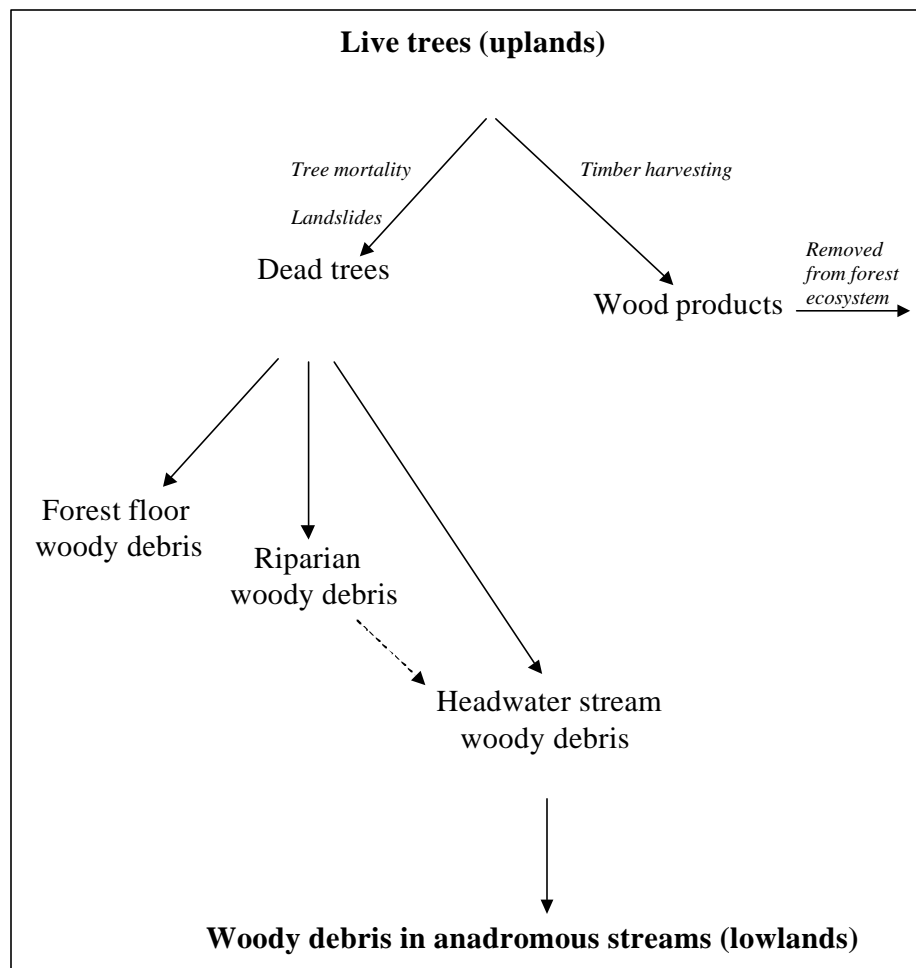 Live trees (uplands)
Tree mortality
Landslides
Timber harvesting
Dead trees
Removed
from forest
ecosystem
Wood products
Forest floor
woody debris
Riparian
woody debris
Headwater stream
woody debris
Woody debris in anadromous streams (lowlands)